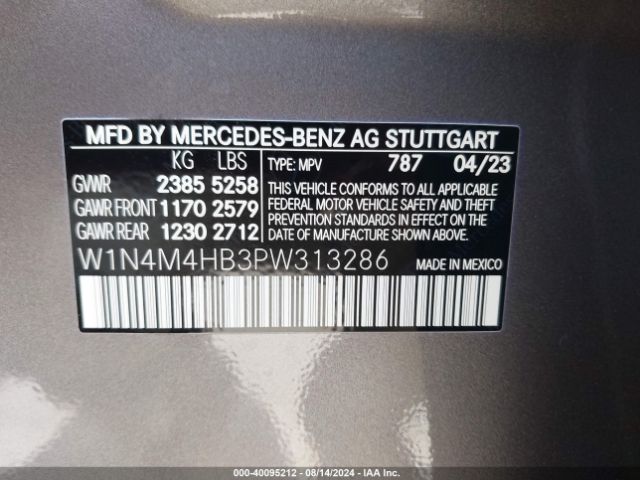 MFD BY MERCEDES-BENZ AG STUTTGART
KG LBS TYPE: MPV 787 04/23
GVWR 2385 5258
GAWR FRONT 1170 2579
GAWR REAR 1230 2712
THIS VEHICLE CONFORMS TO ALL APPLICABLE
FEDERAL MOTOR VEHICLE SAFETY AND THEFT
PREVENTION STANDARDS IN EFFECT ON THE
DATE OF MANUFACTURE SHOWN ABOVE.
W1N4M4HB3PW313286 MADE IN MEXICO
000-40095212 - 08/14/2024 - IAA Inc.